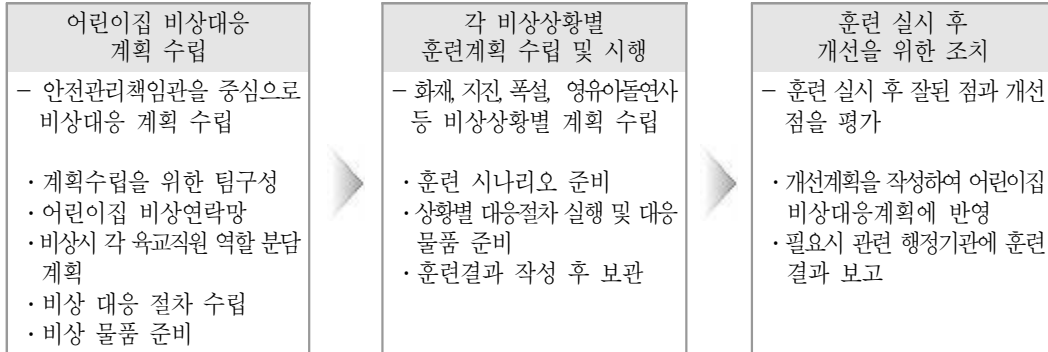 어린이집 비상대응
계획 수립
－ 안전관리책임관을 중심으로
비상대응 계획 수립
ㆍ계획수립을 위한 팀구성
ㆍ어린이집 비상연락망
ㆍ비상시 각 육교직원 역할 분담
계획
ㆍ비상 대응 절차 수립
ㆍ비상 물품 준비
각 비상상황별
훈련계획 수립 및 시행
－ 화재, 지진, 폭설, 영유아돌연사
등 비상상황별 계획 수립
ㆍ훈련 시나리오 준비
ㆍ상황별 대응절차 실행 및 대응
물품 준비
ㆍ훈련결과 작성 후 보관
훈련 실시 후
개선을 위한 조치
－ 훈련 실시 후 잘된 점과 개선
점을 평가
ㆍ개선계획을 작성하여 어린이집
비상대응계획에 반영
ㆍ필요시 관련 행정기관에 훈련
결과 보고